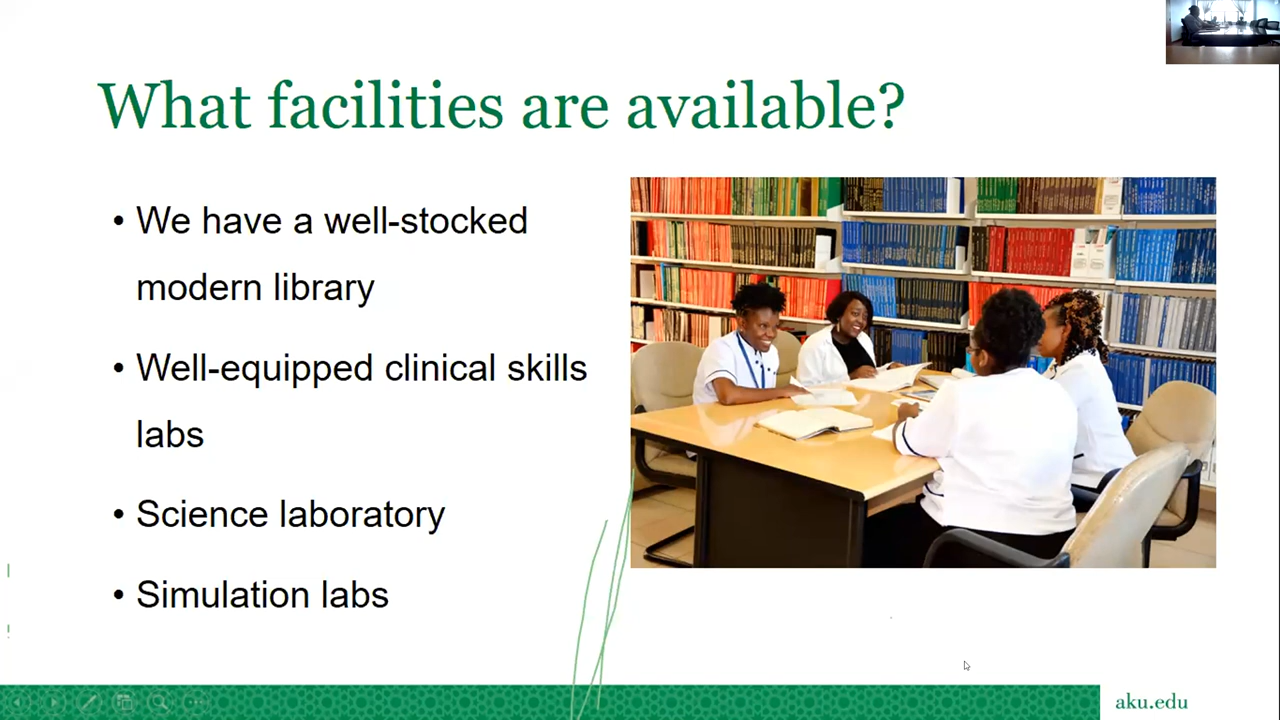 What facilities are available?
• We have a well-stocked
modern library
• Well-equipped clinical skills
labs
• Science laboratory
• Simulation labs
aku.edu